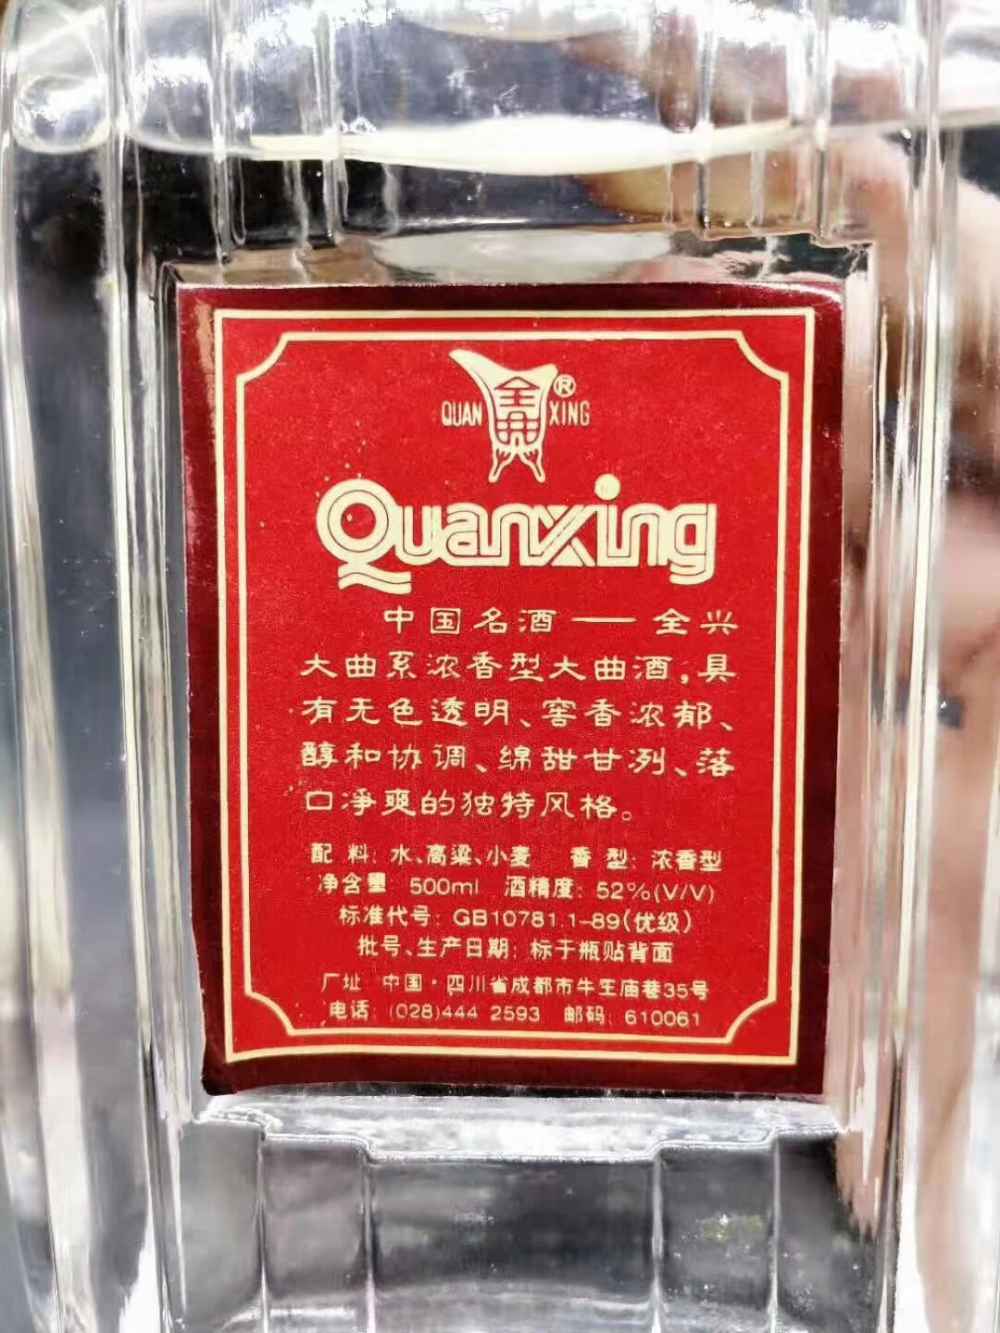 全兴®
QUAN XING
Quanxing
中国名酒——全兴
大曲系浓香型大曲酒,具
有无色透明、窖香浓郁、
醇和协调、绵甜甘洌、落
口净爽的独特风格。
配 料: 水、高粱、小麦 香 型: 浓香型
净含量: 500ml 酒精度: 52%(V/V)
标准代号: GB10781.1-89(优级)
批号、生产日期: 标于瓶贴背面
厂址: 中国·四川省成都市牛王庙巷35号
电话: (028)444 2593 邮码: 610061